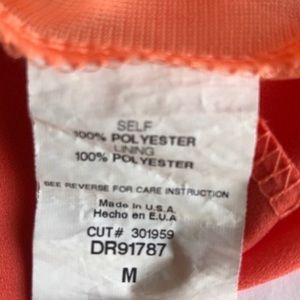 SELF
100% POLYESTER
LINING
100% POLYESTER
SEE REVERSE FOR CARE INSTRUCTION
Made in U.S.A.
Hecho en E.U.A
CUT# 301959
DR91787
M